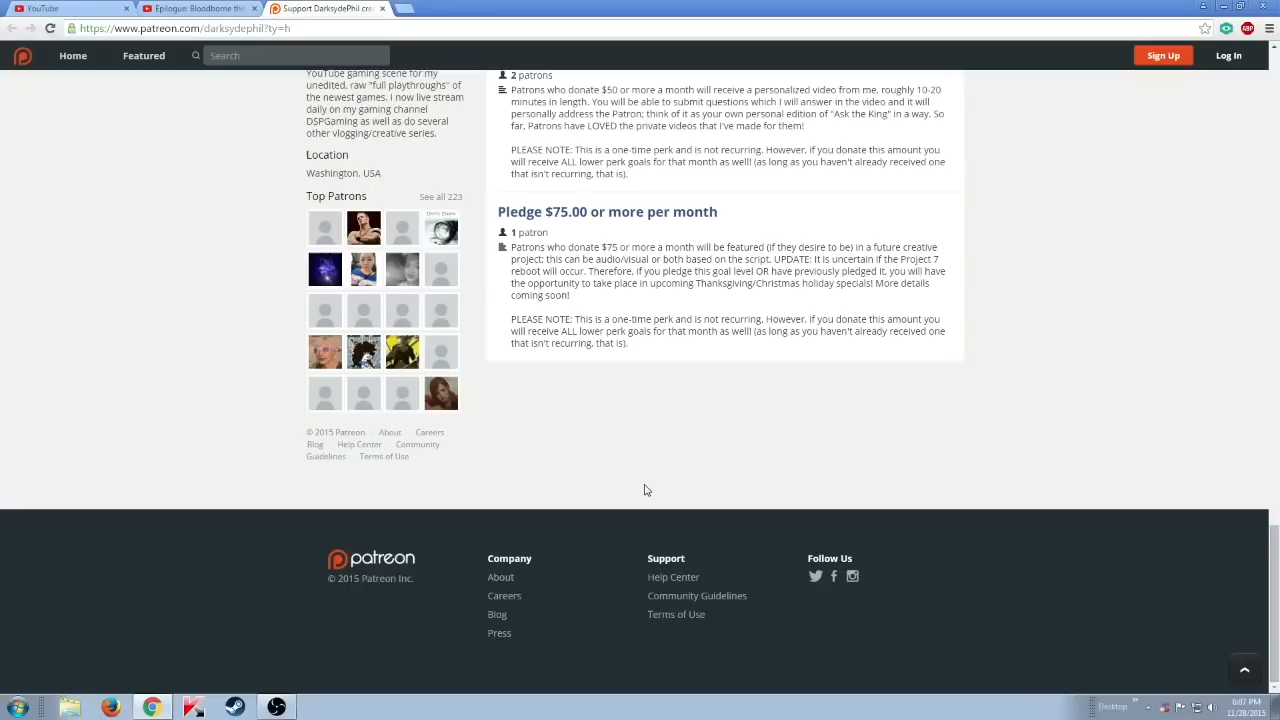 YouTube
Epilogue: Bloodborne the
Support DarksydePhil cre
https://www.patreon.com/darksydephil?ty=h
ABP
Home
Featured
Search
Sign Up
Log In
YouTube gaming scene for my
unedited, raw "full playthroughs" of
the newest games. I now live stream
daily on my gaming channel
DSPGaming as well as do several
other vlogging/creative series.
Location
Washington, USA
Top Patrons
See all 223
© 2015 Patreon · About Careers
Blog Help Center Community
Guidelines · Terms of Use
2 patrons
Patrons who donate $50 or more a month will receive a personalized video from me, roughly 10-20
minutes in length. You will be able to submit questions which I will answer in the video and it will
personally address the Patron; think of it as your own personal edition of "Ask the King" in a way. So
far, Patrons have LOVED the private videos that I've made for them!
PLEASE NOTE: This is a one-time perk and is not recurring. However, if you donate this amount you
will receive ALL lower perk goals for that month as well! (as long as you haven't already received one
that isn't recurring, that is).
Pledge $75.00 or more per month
1 patron
Patrons who donate $75 or more a month will be featured (if they desire to be) in a future creative
project: this can be audio/visual or both based on the script. UPDATE: It is uncertain if the Project 7
reboot will occur. Therefore, if you pledge this goal level OR have previously pledged it, you will have
the opportunity to take place in upcoming Thanksgiving/Christmas holiday specials! More details
coming soon!
PLEASE NOTE: This is a one-time perk and is not recurring. However, if you donate this amount you
will receive ALL lower perk goals for that month as well! (as long as you haven't already received one
that isn't recurring, that is).
patreon
© 2015 Patreon Inc.
Company
About
Careers
Blog
Press
Support
Help Center
Community Guidelines
Terms of Use
Follow Us
Desktop
6:07 PM
11/28/2015